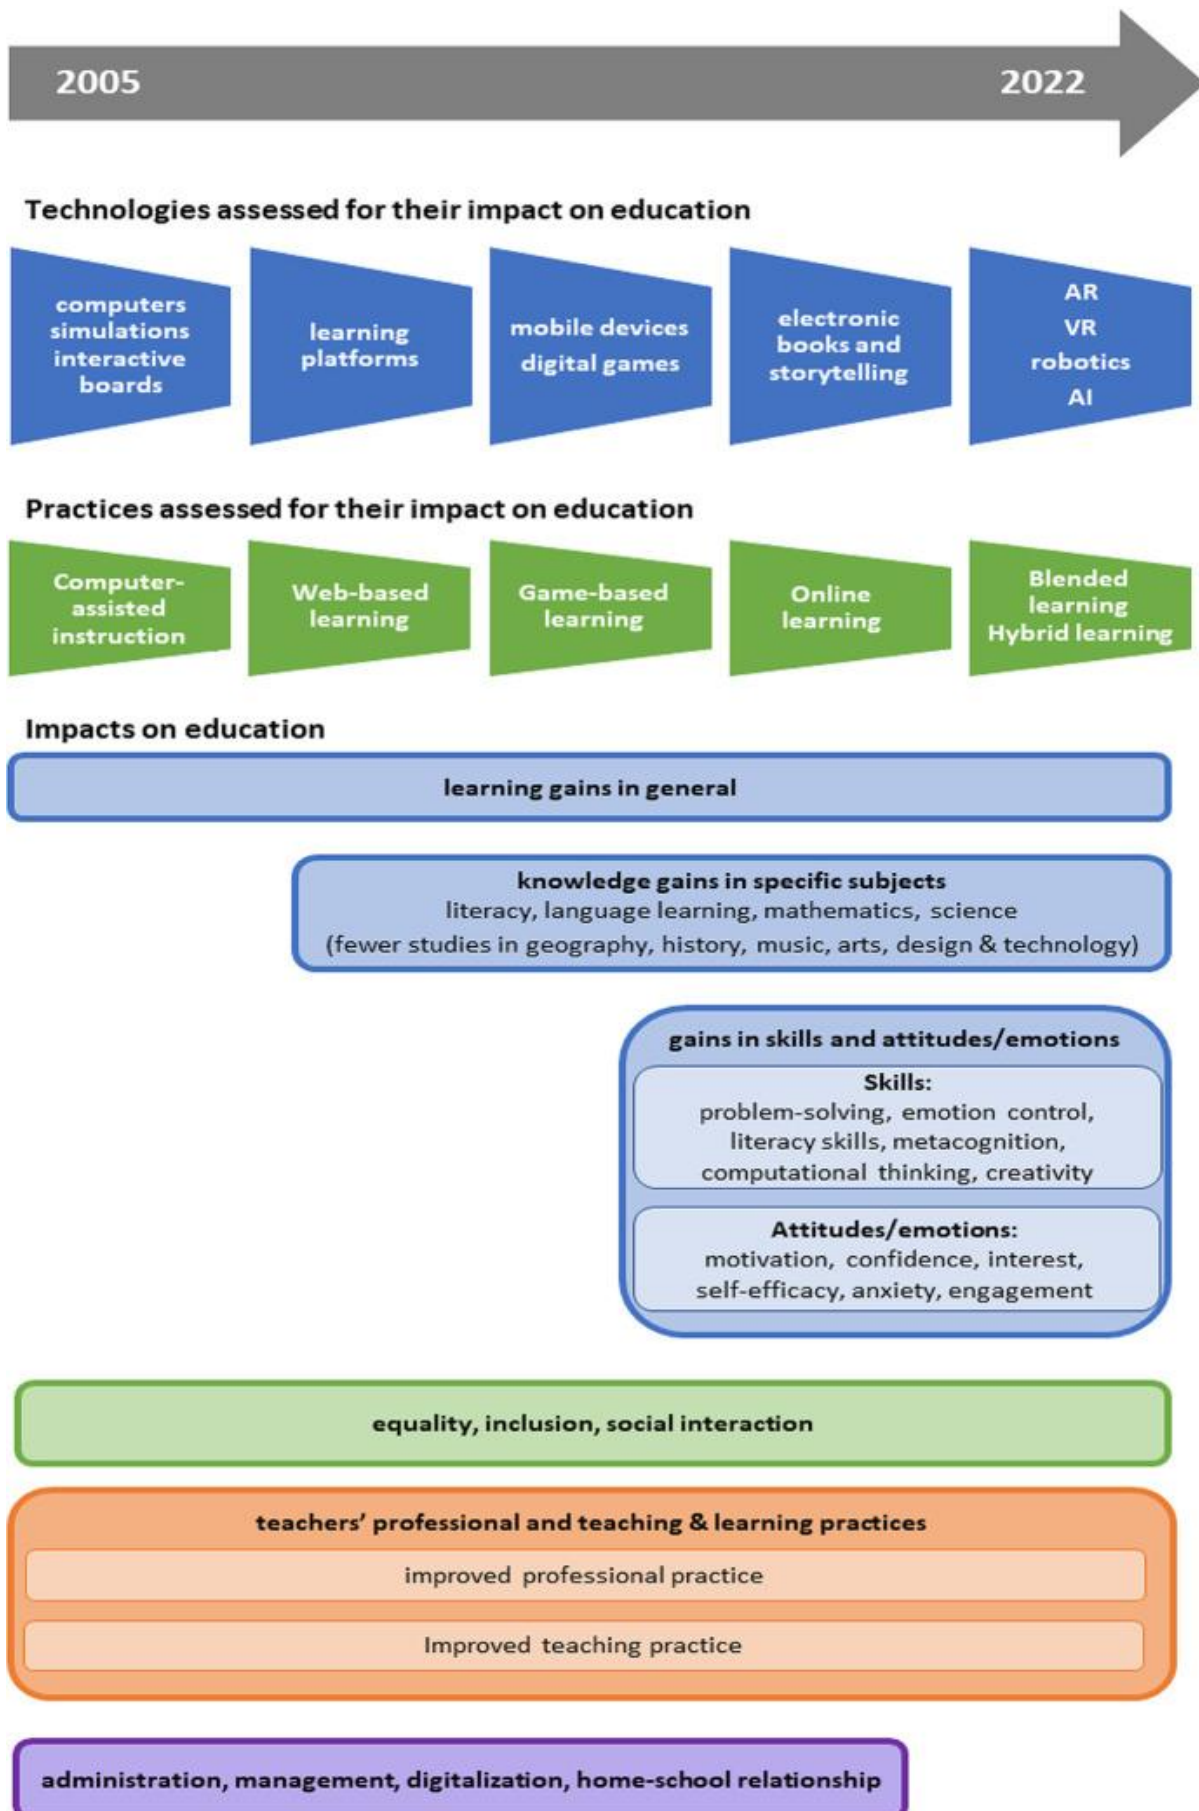 2005
2022
Technologies assessed for their impact on education
computers
simulations
interactive
boards
learning
platforms
mobile devices
digital games
electronic
books and
storytelling
AR
VR
robotics
AI
Practices assessed for their impact on education
Computer-
assisted
instruction
Web-based
learning
Game-based
learning
Online
learning
Blended
learning
Hybrid learning
Impacts on education
learning gains in general
knowledge gains in specific subjects
literacy, language learning, mathematics, science
(fewer studies in geography, history, music, arts, design & technology)
gains in skills and attitudes/emotions
Skills:
problem-solving, emotion control,
literacy skills, metacognition,
computational thinking, creativity
Attitudes/emotions:
motivation, confidence, interest,
self-efficacy, anxiety, engagement
equality, inclusion, social interaction
teachers’ professional and teaching & learning practices
improved professional practice
Improved teaching practice
administration, management, digitalization, home-school relationship